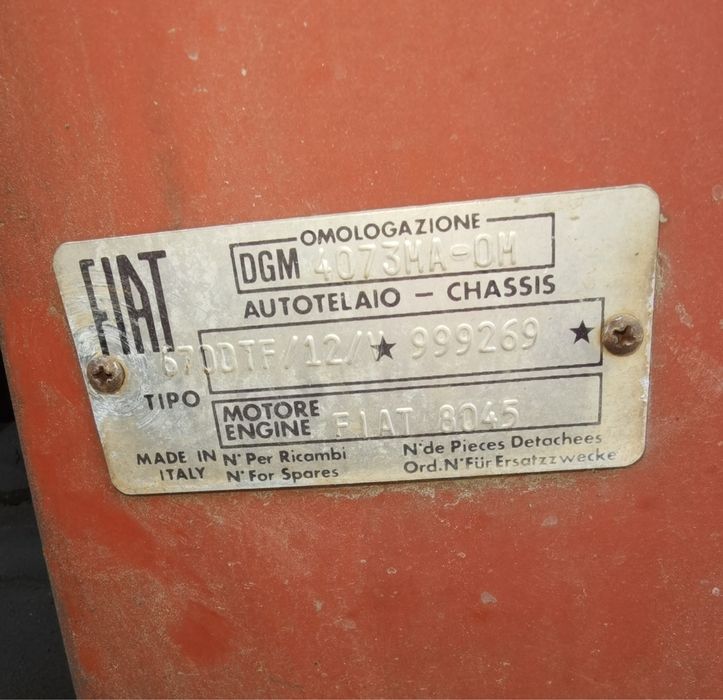 FIAT
OMOLOGAZIONE
DGM 4073MA-OM
AUTOTELAIO - CHASSIS
670DTF/12/V ★ 999269 ★
TIPO
MOTORE
ENGINE FIAT 8045
MADE IN
ITALY
N° Per Ricambi
N° For Spares
N° de Pieces Detachees
Ord. N° Für Ersatzzwecke